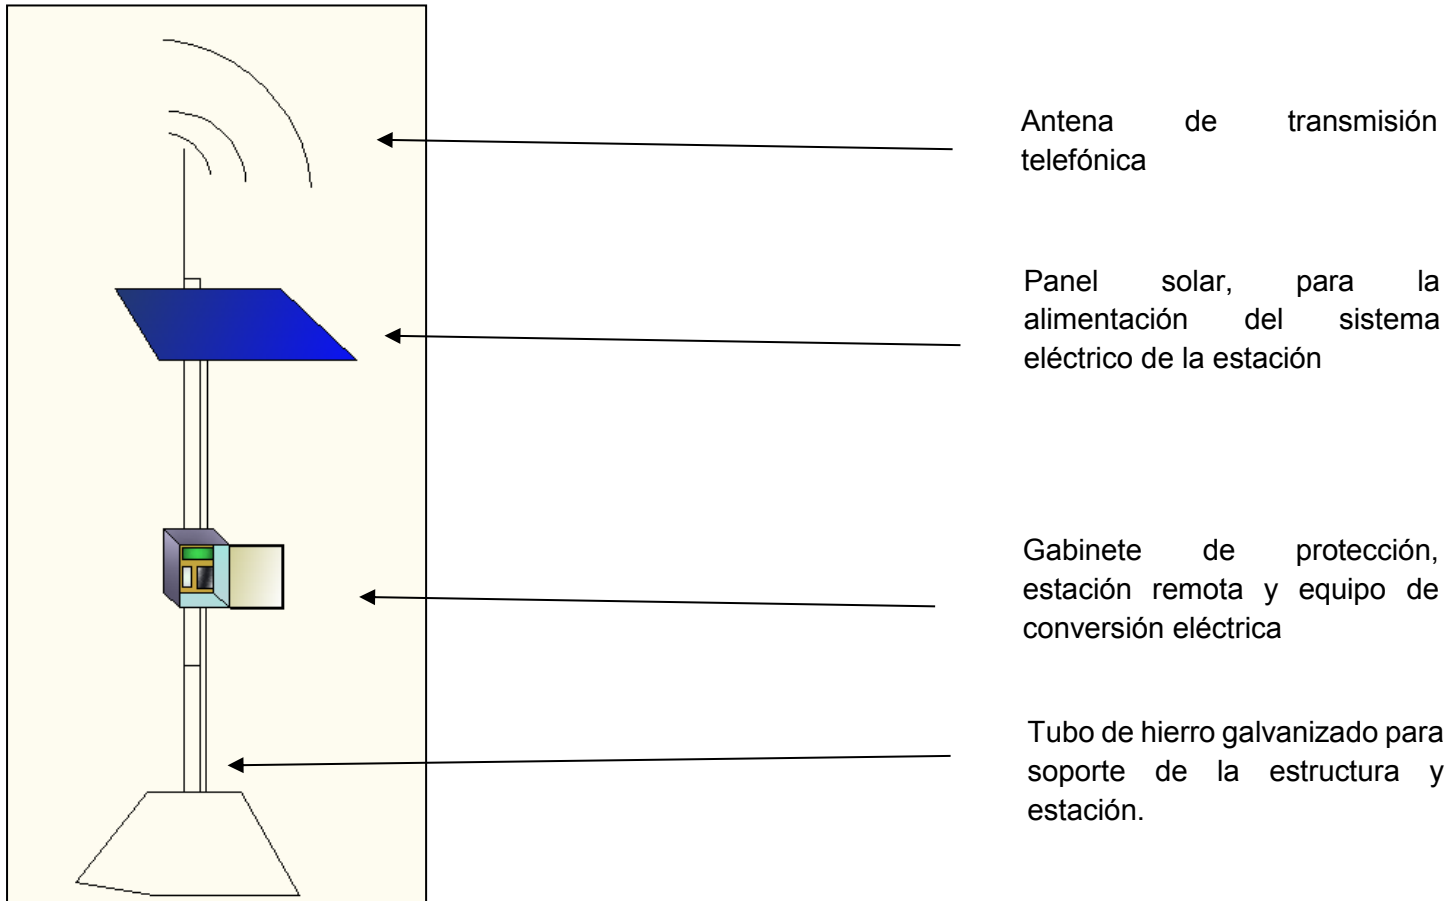 Antena de transmisión
telefónica
Panel solar, para la
alimentación del sistema
eléctrico de la estación
Gabinete de protección,
estación remota y equipo de
conversión eléctrica
Tubo de hierro galvanizado para
soporte de la estructura y
estación.